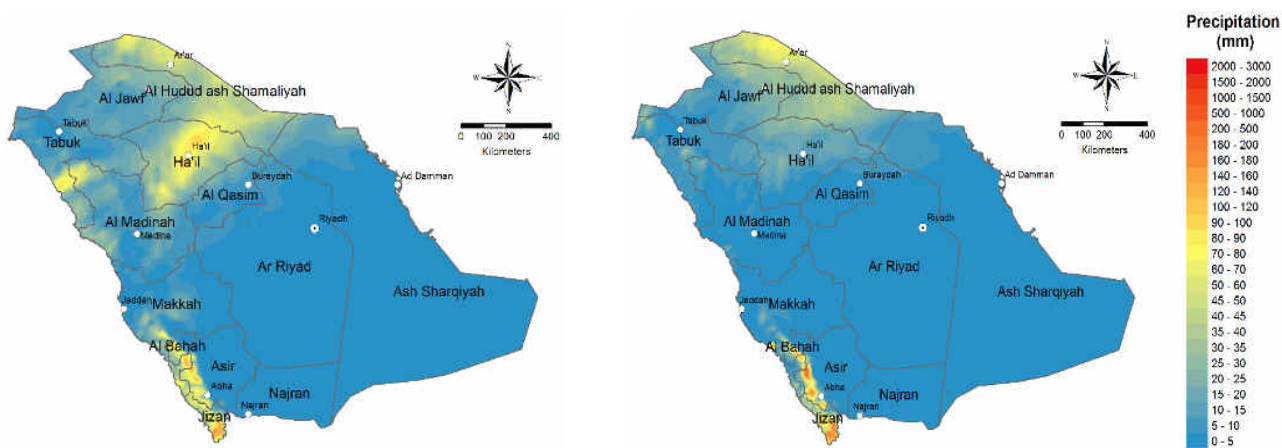 N
W
E
S
0 100 200
400
Kilometers
Ar'ar
Al Jawf
Al Hudud ash Shamaliyah
Tabuk
Tabuk
Ha'il
Ha'il
Buraydah
Al Qasim
Ad Damman
Al Madinah
Medina
Riyadh
Ar Riyad
Ash Sharqiyah
Jeddah
Makkah
Al Bahah
Asir
Abha
Najran
Najran
Jizan
N
W
E
S
0 100 200
400
Kilometers
Ar'ar
Al Jawf
Al Hudud ash Shamaliyah
Tabuk
Tabuk
Ha'il
Ha'il
Buraydah
Al Qasim
Ad Damman
Al Madinah
Medina
Riyadh
Ar Riyad
Ash Sharqiyah
Jeddah
Makkah
Al Bahah
Asir
Abha
Najran
Najran
Jizan
Precipitation
(mm)
2000 - 3000
1500 - 2000
1000 - 1500
500 - 1000
200 - 500
180 - 200
160 - 180
140 - 160
120 - 140
100 - 120
90 - 100
80 - 90
70 - 80
60 - 70
50 - 60
45 - 50
40 - 45
35 - 40
35 - 45
30 - 35
25 - 30
20 - 25
15 - 20
10 - 15
5 - 10
0 - 5